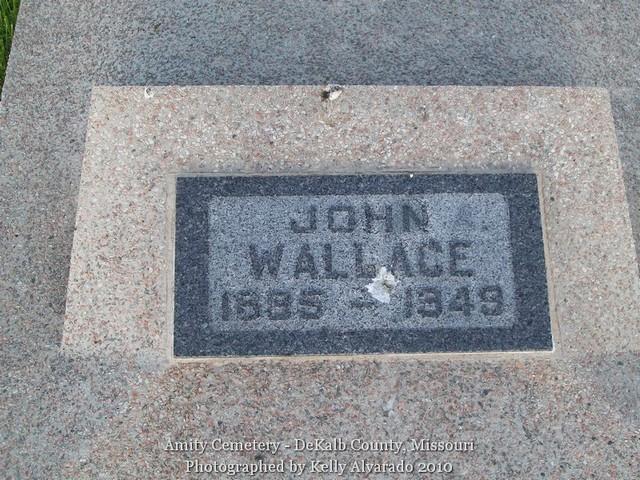 JOHN
WALLACE
1885 - 1949
Amity Cemetery - DeKalb County, Missouri
Photographed by Kelly Alvarado 2010